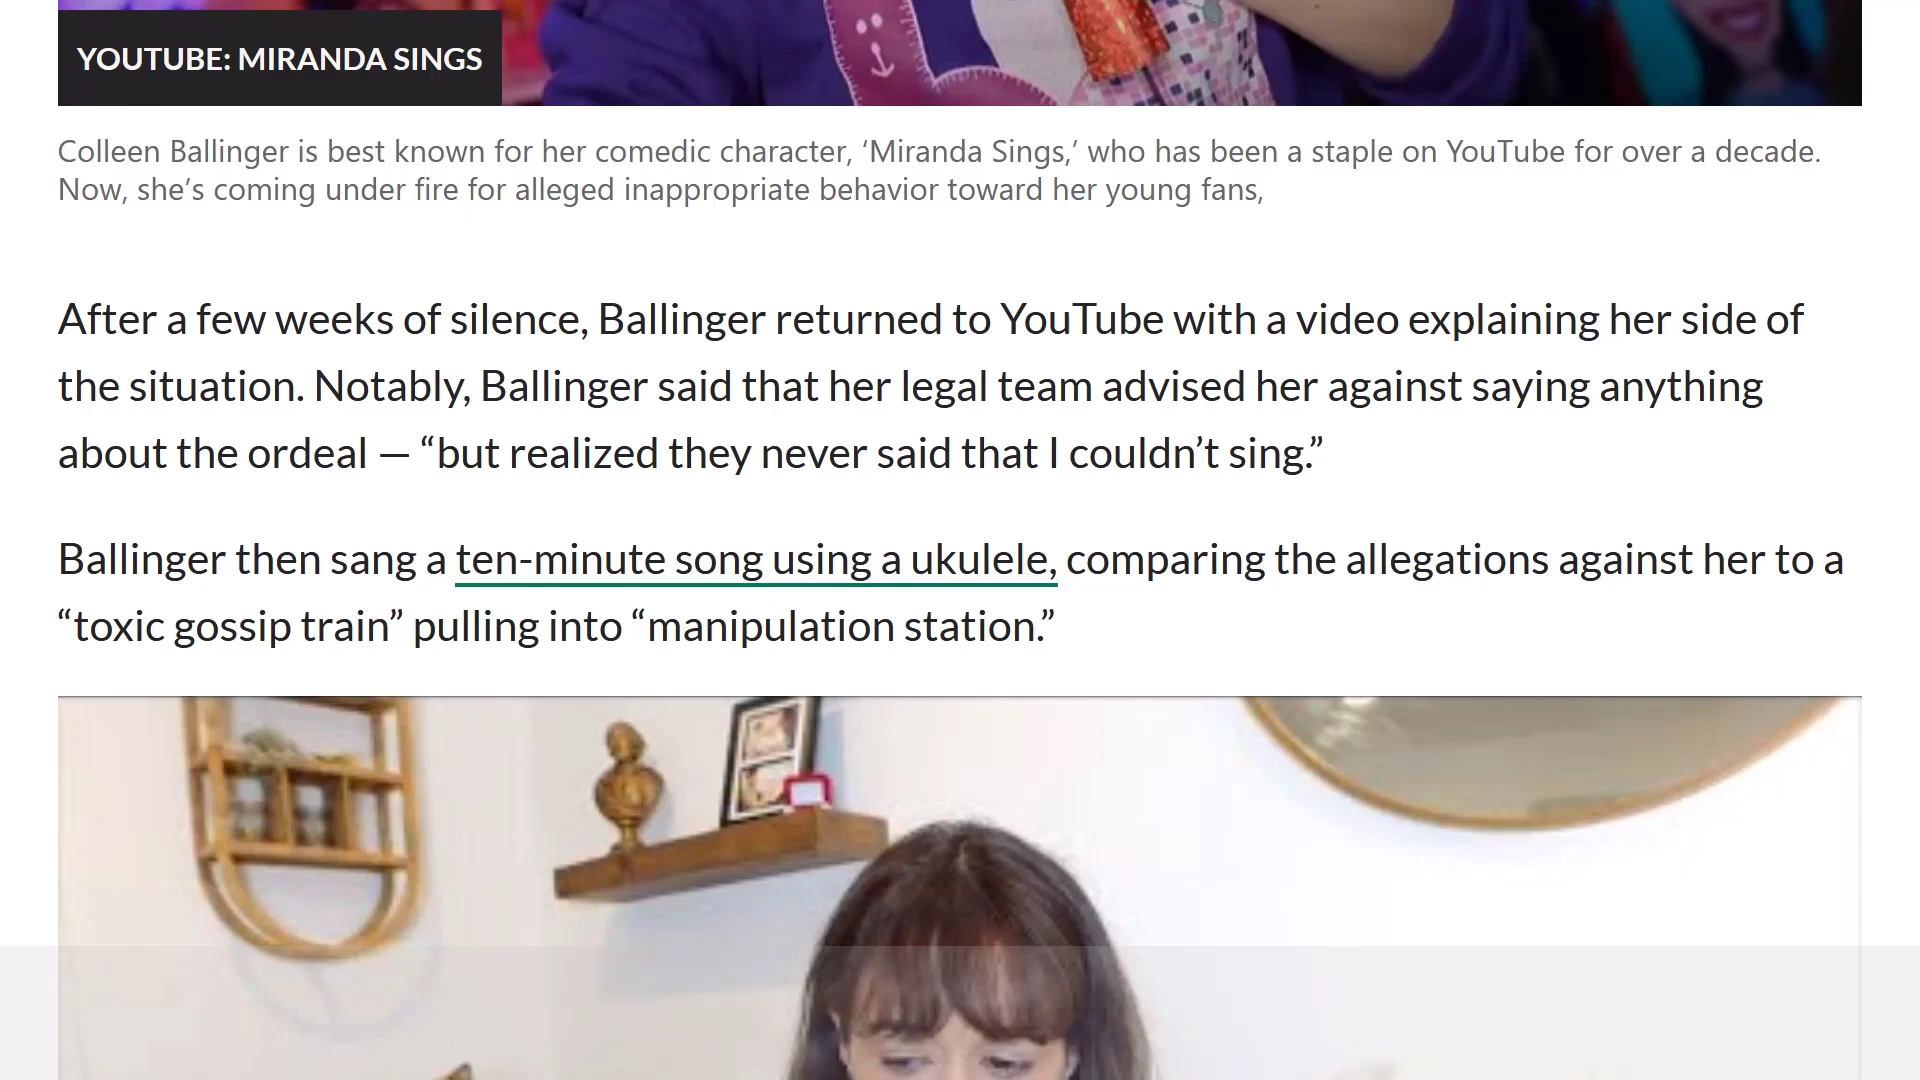 YOUTUBE: MIRANDA SINGS
Colleen Ballinger is best known for her comedic character, ‘Miranda Sings,’ who has been a staple on YouTube for over a decade.
Now, she’s coming under fire for alleged inappropriate behavior toward her young fans,
After a few weeks of silence, Ballinger returned to YouTube with a video explaining her side of
the situation. Notably, Ballinger said that her legal team advised her against saying anything
about the ordeal — “but realized they never said that I couldn’t sing.”
Ballinger then sang a ten-minute song using a ukulele, comparing the allegations against her to a
“toxic gossip train” pulling into “manipulation station.”